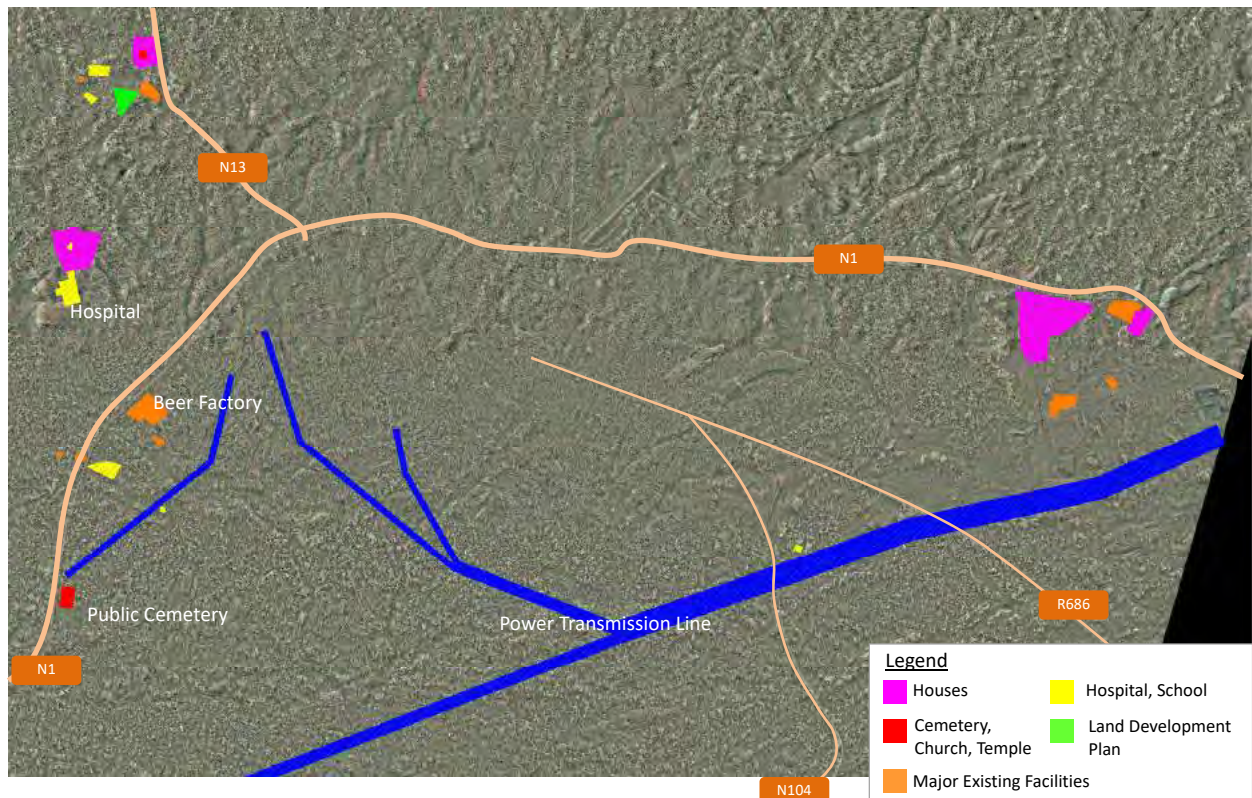 N13
N1
Hospital
Beer Factory
Public Cemetery
Power Transmission Line
R686
N1
N104
Legend
Houses
Hospital, School
Cemetery,
Church, Temple
Land Development
Plan
Major Existing Facilities